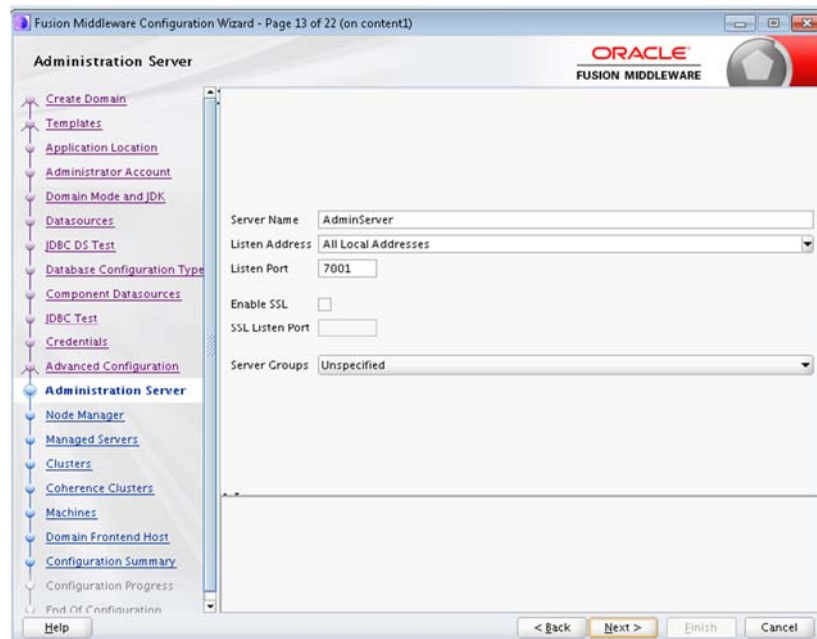 Fusion Middleware Configuration Wizard - Page 13 of 22 (on content1)
Administration Server
ORACLE
FUSION MIDDLEWARE
Create Domain
Templates
Application Location
Administrator Account
Domain Mode and JDK
Datasources
JDBC DS Test
Database Configuration Type
Component Datasources
JDBC Test
Credentials
Advanced Configuration
Administration Server
Node Manager
Managed Servers
Clusters
Coherence Clusters
Machines
Domain Frontend Host
Configuration Summary
Configuration Progress
End Of Configuration
Server Name AdminServer
Listen Address All Local Addresses
Listen Port 7001
Enable SSL
SSL Listen Port
Server Groups Unspecified
Help < Back Next > Finish Cancel